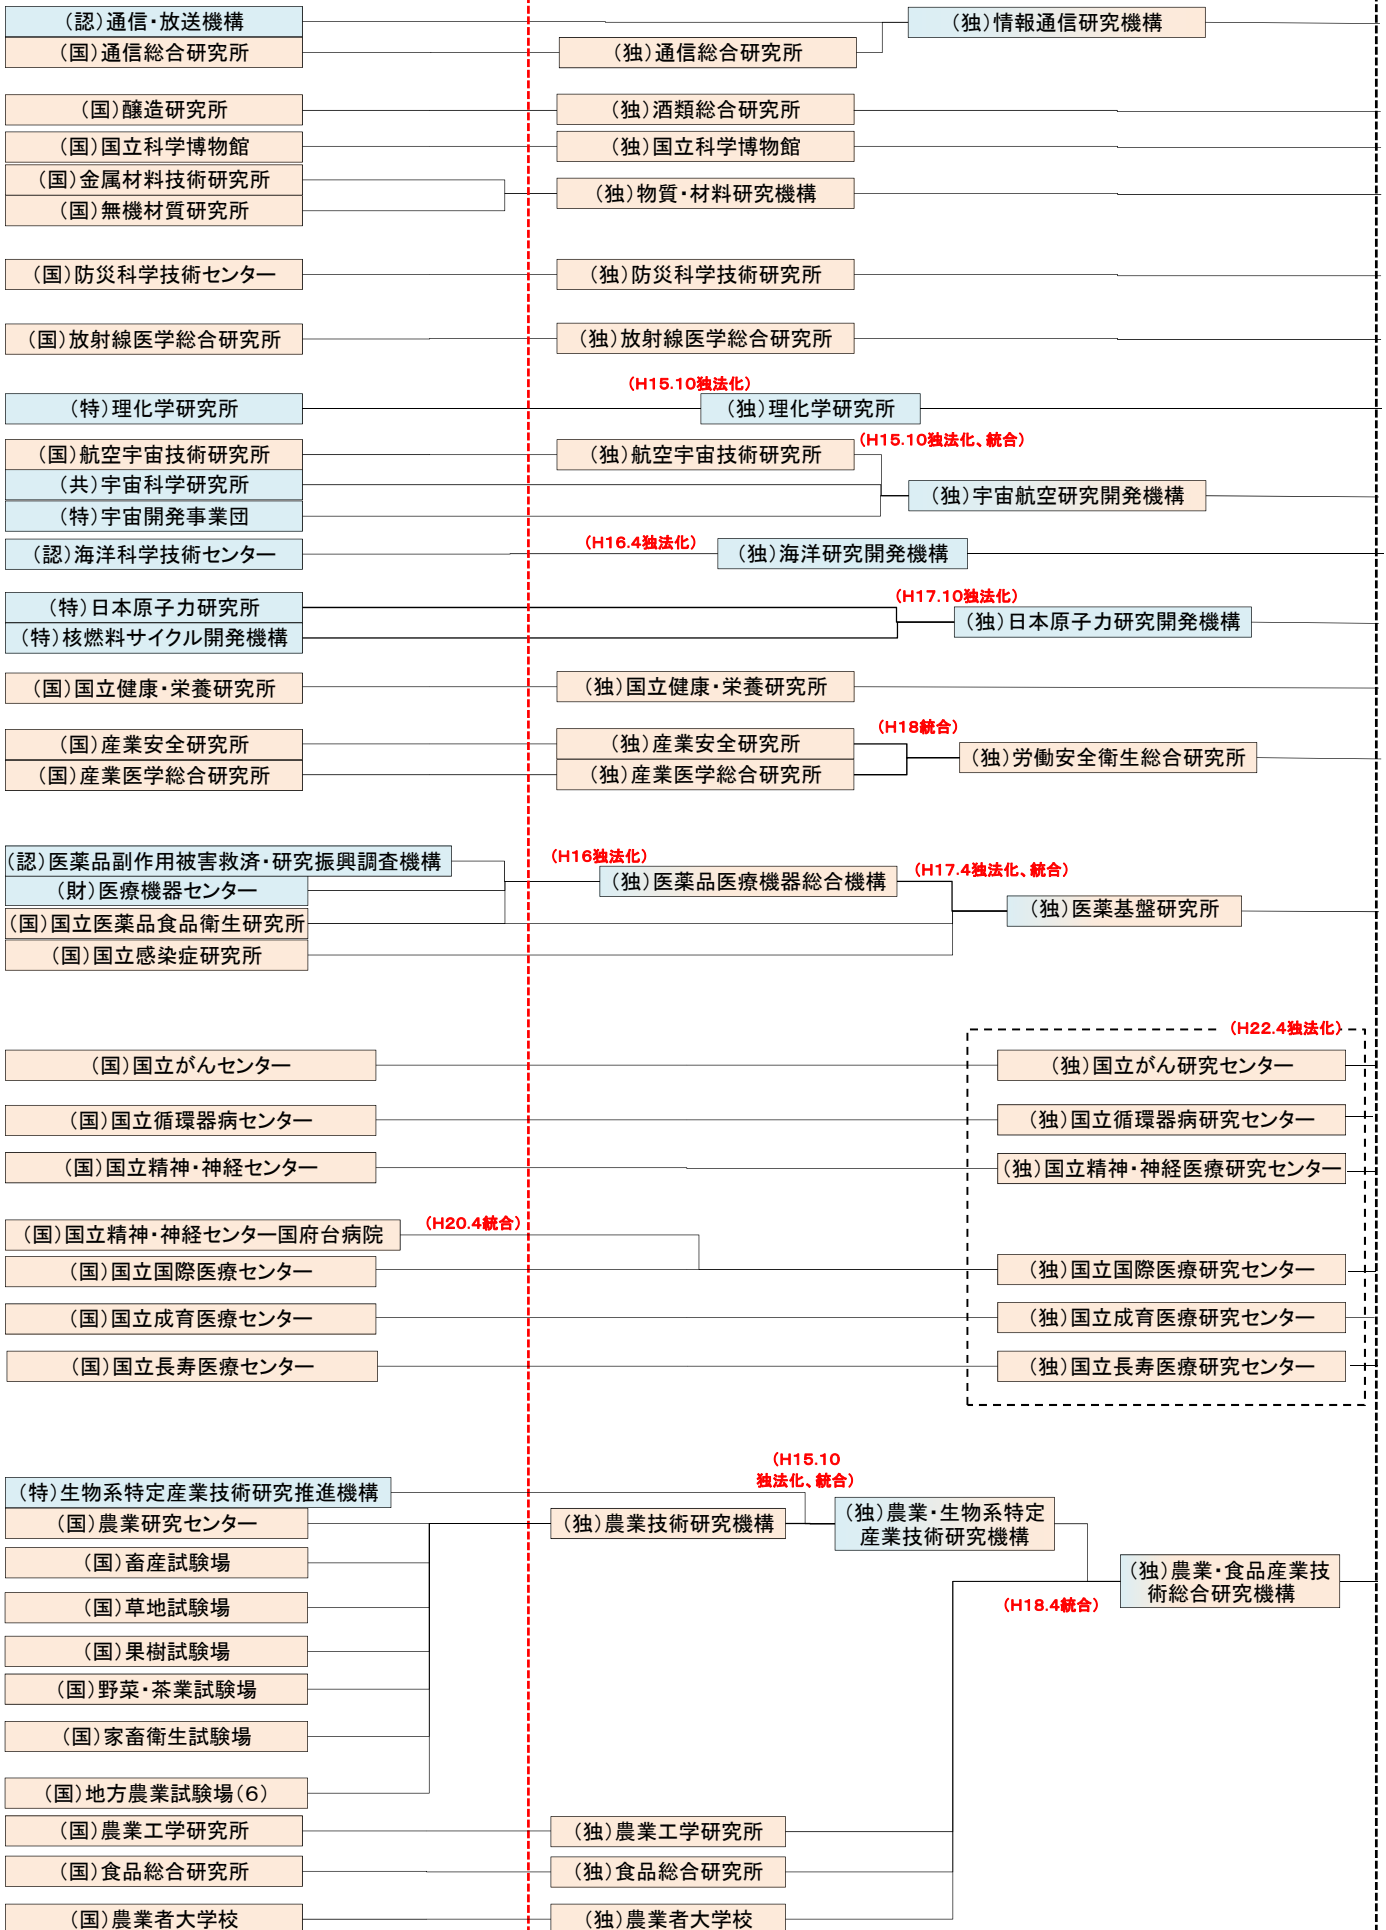 （認）通信・放送機構
（独）情報通信研究機構
（国）通信総合研究所
（独）通信総合研究所
（国）醸造研究所
（独）酒類総合研究所
（国）国立科学博物館
（独）国立科学博物館
（国）金属材料技術研究所
（国）無機材質研究所
（独）物質・材料研究機構
（国）防災科学技術センター
（独）防災科学技術研究所
（国）放射線医学総合研究所
（独）放射線医学総合研究所
（H15.10独法化）
（特）理化学研究所
（独）理化学研究所
（H15.10独法化、統合）
（国）航空宇宙技術研究所
（独）航空宇宙技術研究所
（共）宇宙科学研究所
（特）宇宙開発事業団
（独）宇宙航空研究開発機構
（認）海洋科学技術センター
（H16.4独法化）
（独）海洋研究開発機構
（H17.10独法化）
（特）日本原子力研究所
（特）核燃料サイクル開発機構
（独）日本原子力研究開発機構
（国）国立健康・栄養研究所
（独）国立健康・栄養研究所
（H18統合）
（国）産業安全研究所
（独）産業安全研究所
（国）産業医学総合研究所
（独）産業医学総合研究所
（独）労働安全衛生総合研究所
（認）医薬品副作用被害救済・研究振興調査機構
（H16独法化）
（財）医療機器センター
（独）医薬品医療機器総合機構
（H17.4独法化、統合）
（国）国立医薬品食品衛生研究所
（独）医薬基盤研究所
（国）国立感染症研究所
（H22.4独法化）
（国）国立がんセンター
（独）国立がん研究センター
（国）国立循環器病センター
（独）国立循環器病研究センター
（国）国立精神・神経センター
（独）国立精神・神経医療研究センター
（国）国立精神・神経センター国府台病院
（H20.4統合）
（国）国立国際医療センター
（独）国立国際医療研究センター
（国）国立成育医療センター
（独）国立成育医療研究センター
（国）国立長寿医療センター
（独）国立長寿医療研究センター
（H15.10
独法化、統合）
（特）生物系特定産業技術研究推進機構
（国）農業研究センター
（独）農業技術研究機構
（独）農業・生物系特定
産業技術研究機構
（国）畜産試験場
（独）農業・食品産業技
術総合研究機構
（H18.4統合）
（国）草地試験場
（国）果樹試験場
（国）野菜・茶業試験場
（国）家畜衛生試験場
（国）地方農業試験場（６）
（国）農業工学研究所
（独）農業工学研究所
（国）食品総合研究所
（独）食品総合研究所
（国）農業者大学校
（独）農業者大学校